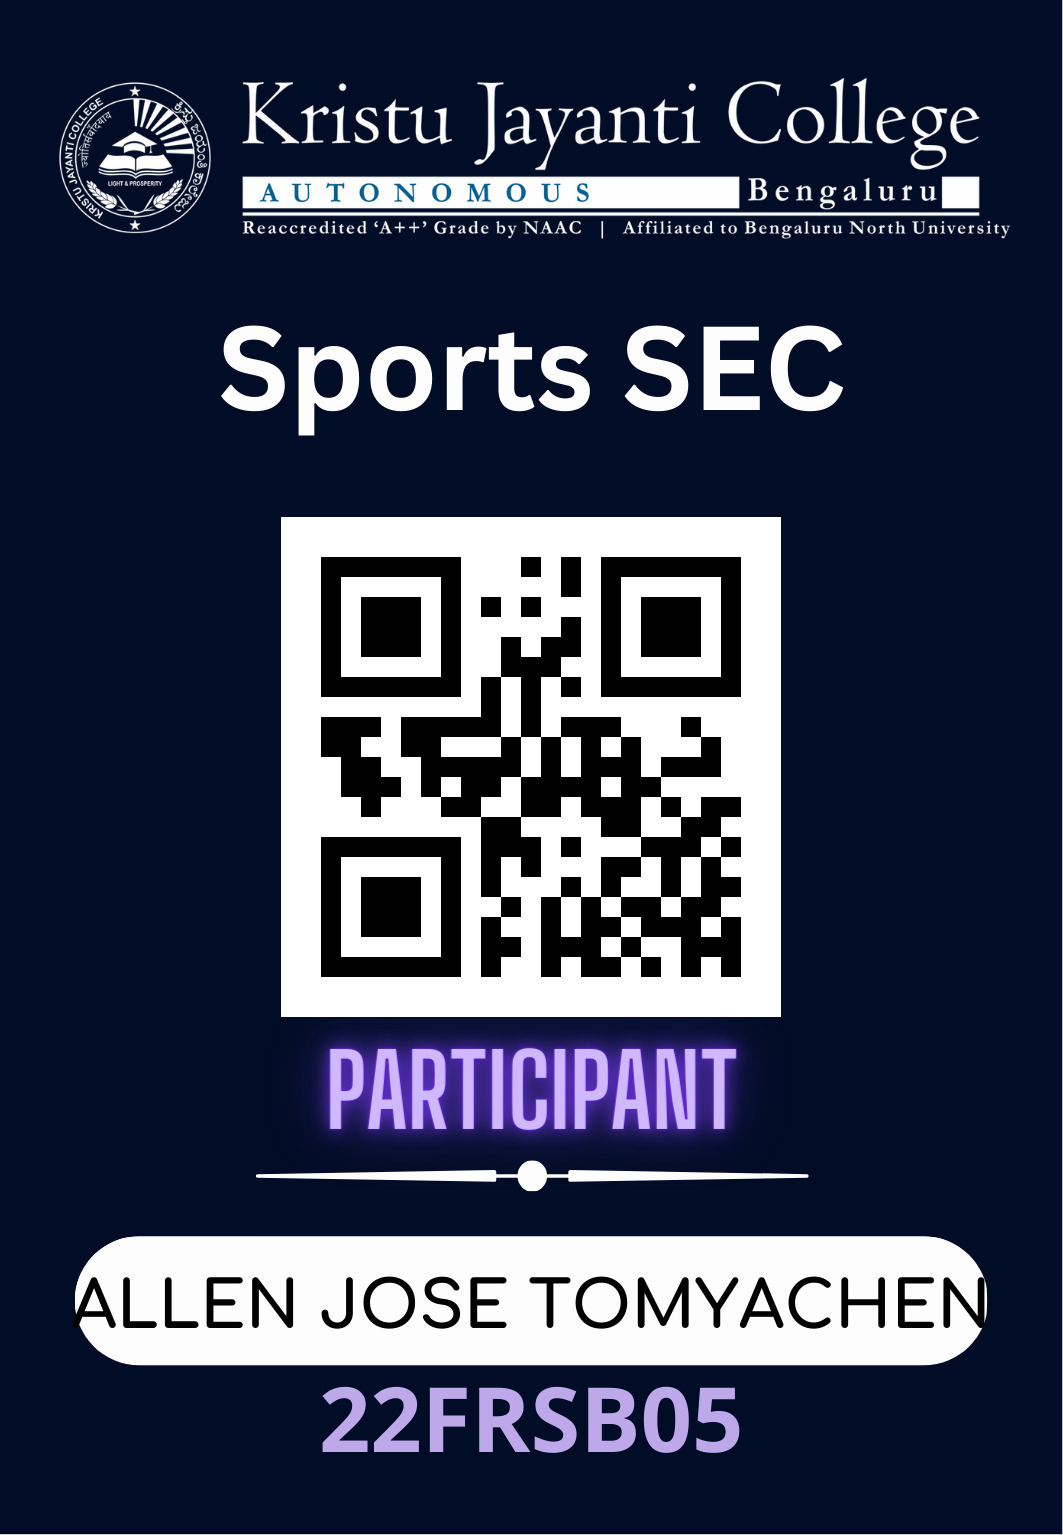 KRISTU JAYANTI COLLEGE
ಕ್ರಿಸ್ತು ಜಯಂತಿ ಕಾಲೇಜು
LIGHT & PROSPERITY
Kristu Jayanti College
AUTONOMOUS Bengaluru
Reaccredited ‘A++’ Grade by NAAC | Affiliated to Bengaluru North University
Sports SEC
PARTICIPANT
ALLEN JOSE TOMYACHEN
22FRSB05